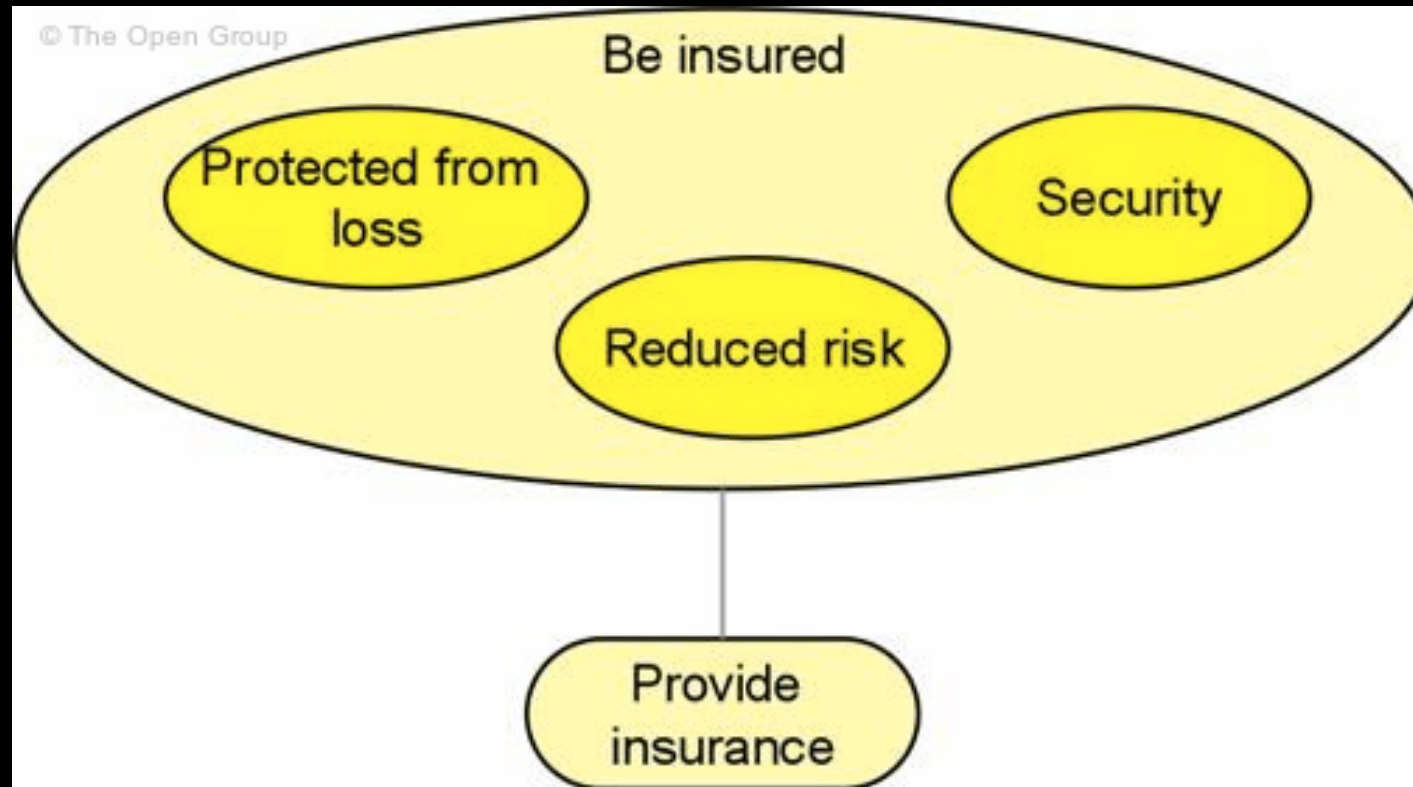 © The Open Group
Be insured
Protected from
loss
Security
Reduced risk
Provide
insurance